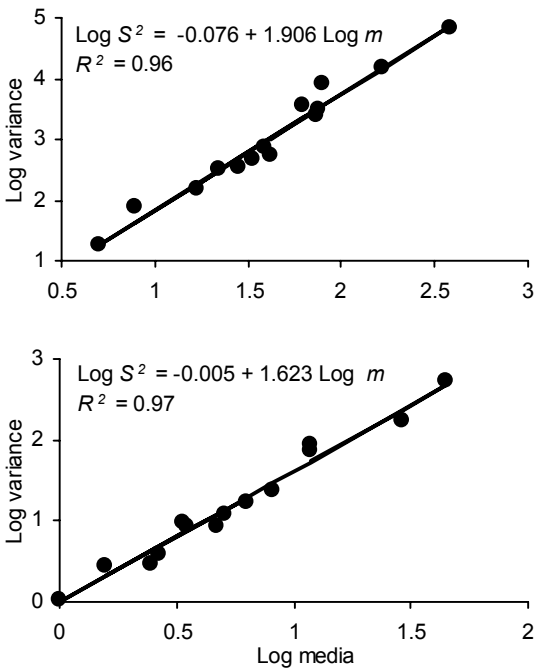 5
Log S² = -0.076 + 1.906 Log m
R² = 0.96
4
3
2
1
Log variance
0.5 1 1.5 2 2.5 3
3
Log S² = -0.005 + 1.623 Log m
R² = 0.97
2
1
0
Log variance
0 0.5 1 1.5 2
Log media